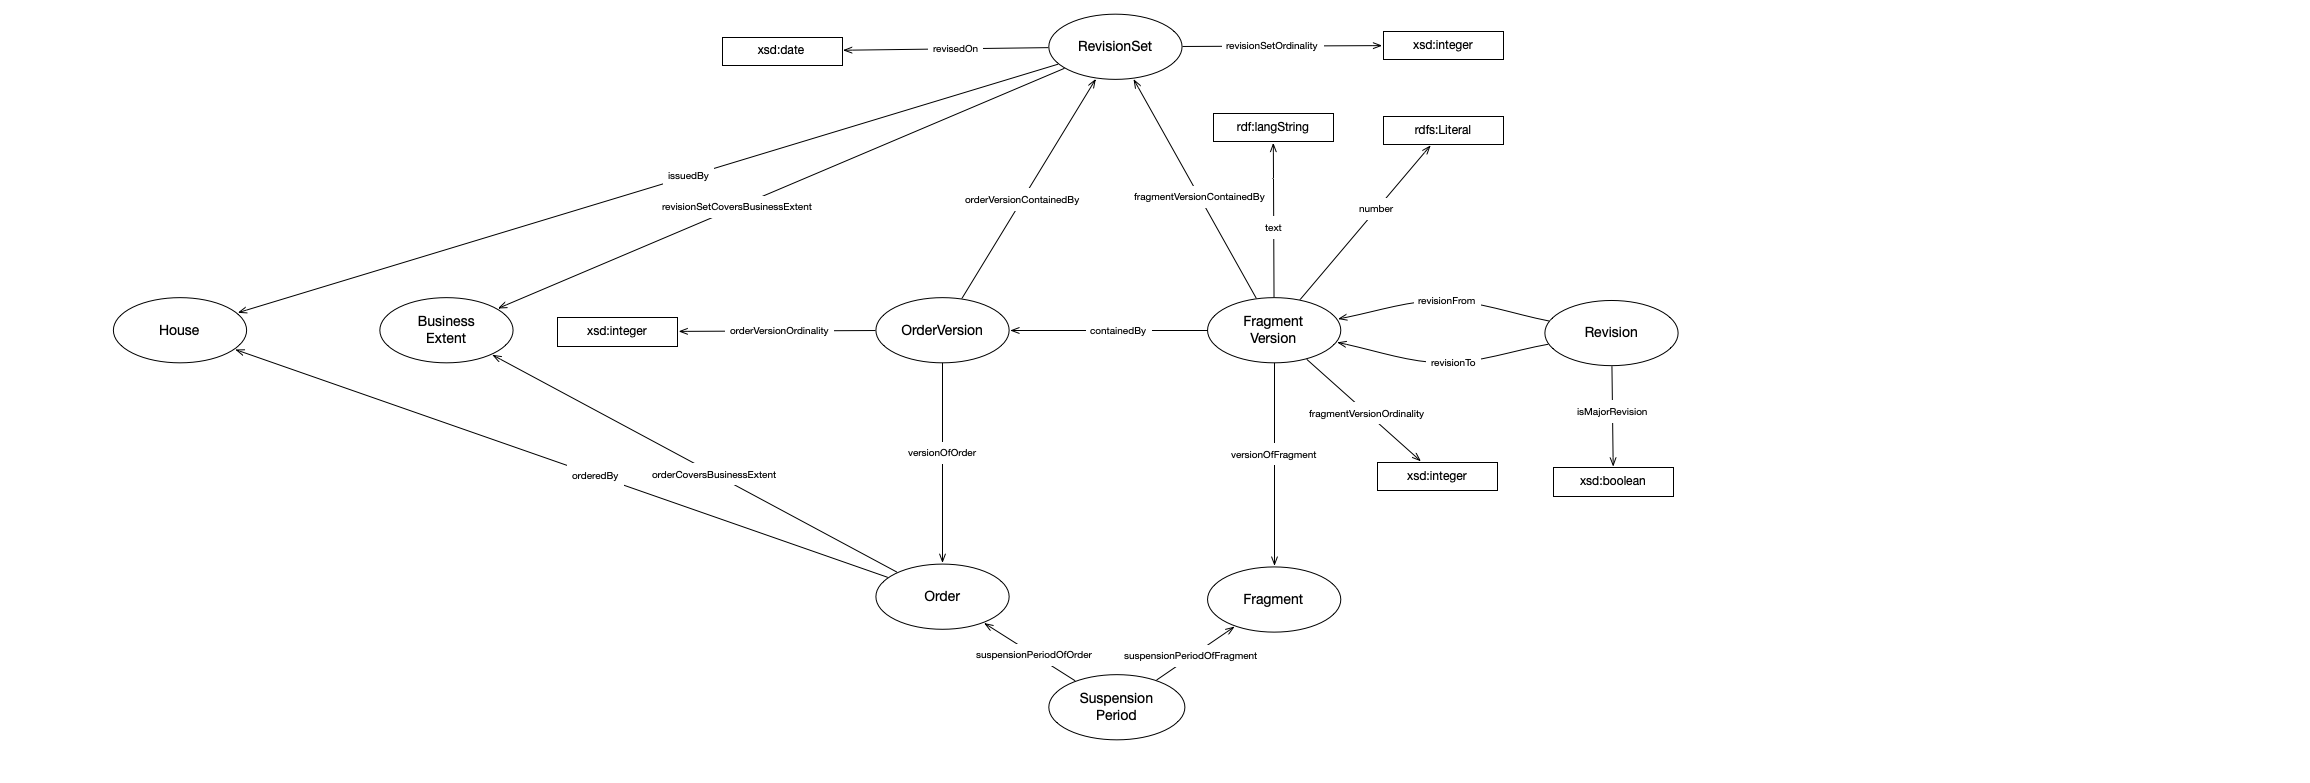 RevisionSet
xsd:date
revisedOn
revisionSetOrdinality
xsd:integer
rdf:langString
rdfs:Literal
issuedBy
revisionSetCoversBusinessExtent
orderVersionContainedBy
fragmentVersionContainedBy
number
text
House
Business
Extent
xsd:integer
orderVersionOrdinality
OrderVersion
containedBy
Fragment
Version
revisionFrom
revisionTo
Revision
fragmentVersionOrdinality
isMajorRevision
versionOfOrder
versionOfFragment
orderedBy
orderCoversBusinessExtent
xsd:integer
xsd:boolean
Order
Fragment
suspensionPeriodOfOrder
suspensionPeriodOfFragment
Suspension
Period